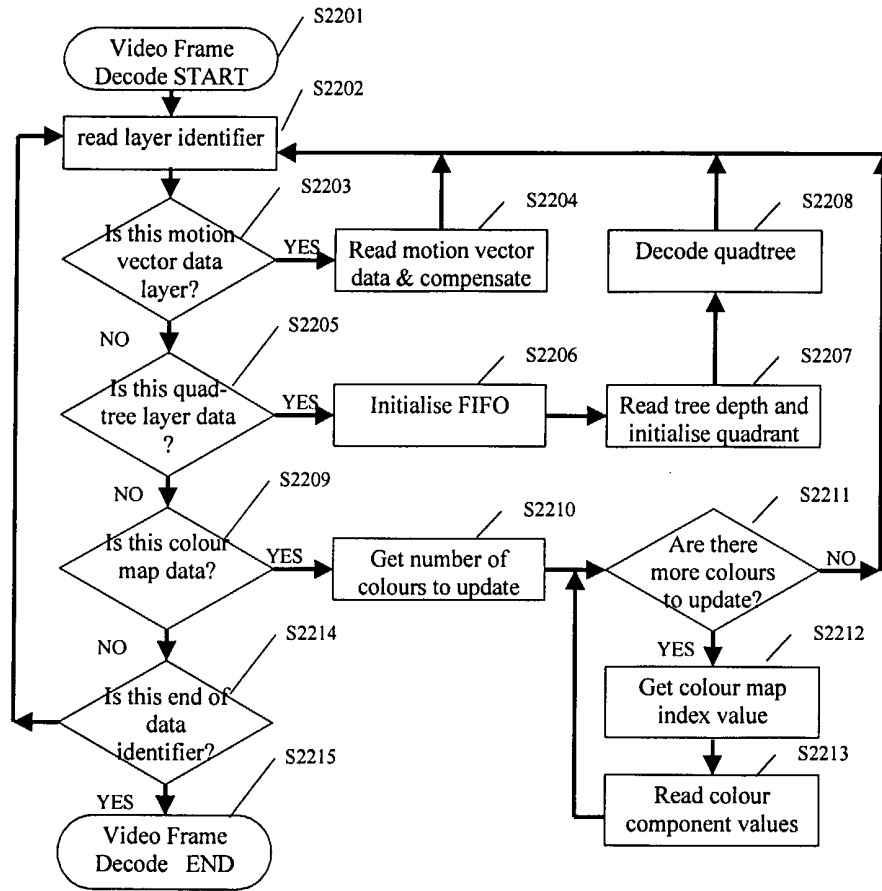 S2201
Video Frame
Decode START
S2202
read layer identifier
S2203
Is this motion
vector data
layer?
YES
S2204
Read motion vector
data & compensate
S2208
Decode quadtree
NO
S2205
Is this quad-
tree layer data
?
YES
S2206
Initialise FIFO
S2207
Read tree depth and
initialise quadrant
NO
S2209
Is this colour
map data?
YES
S2210
Get number of
colours to update
S2211
Are there
more colours
to update?
NO
YES
S2212
Get colour map
index value
S2213
Read colour
component values
NO
S2214
Is this end of
data
identifier?
YES
S2215
Video Frame
Decode END